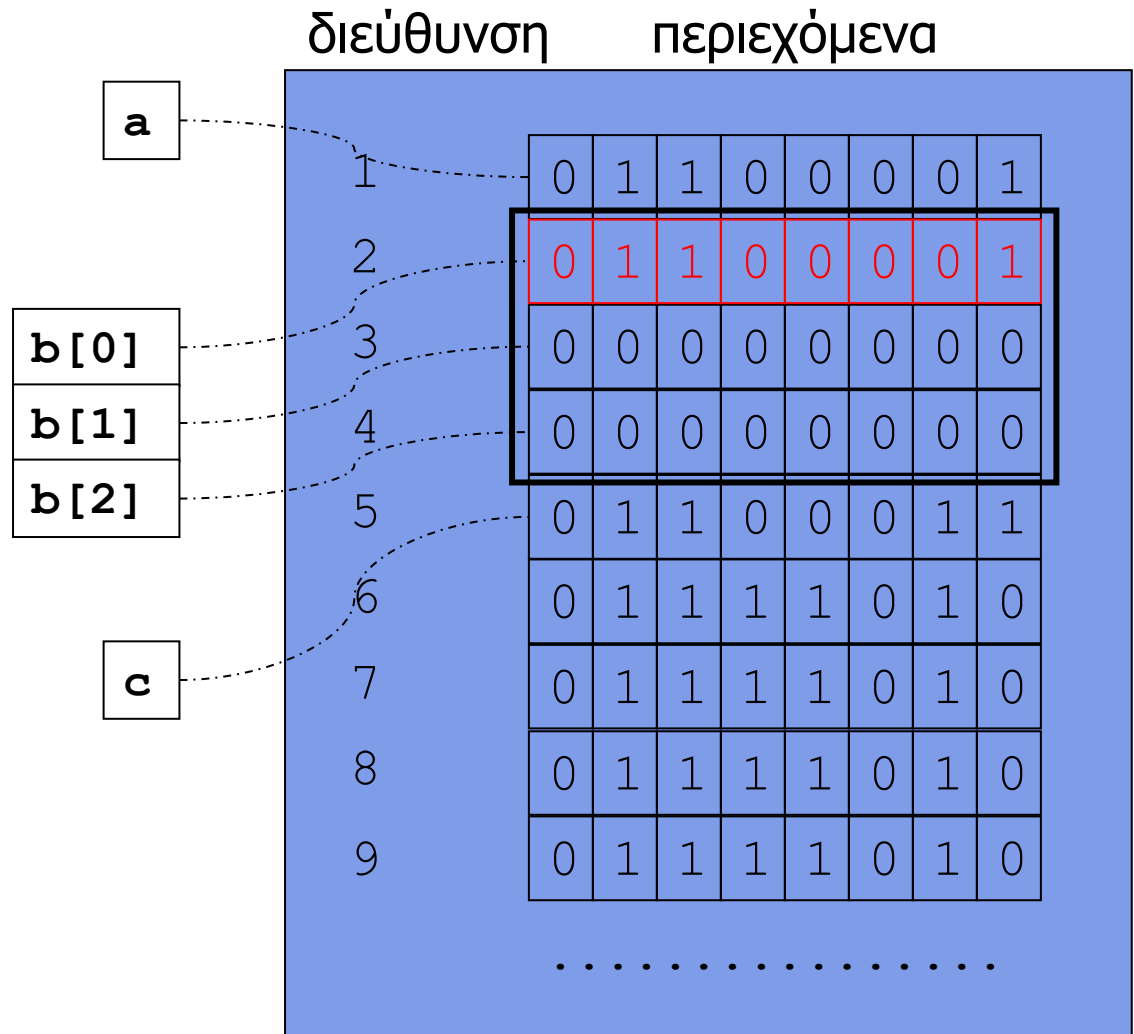 διεύθυνση περιεχόμενα
a
1 0 1 1 0 0 0 0 1
2 0 1 1 0 0 0 0 1
b[0]
3 0 0 0 0 0 0 0 0
b[1]
4 0 0 0 0 0 0 0 0
b[2]
5 0 1 1 0 0 0 1 1
6 0 1 1 1 1 0 1 0
c
7 0 1 1 1 1 0 1 0
8 0 1 1 1 1 0 1 0
9 0 1 1 1 1 0 1 0
. . . . . . . . . . . . . . . .